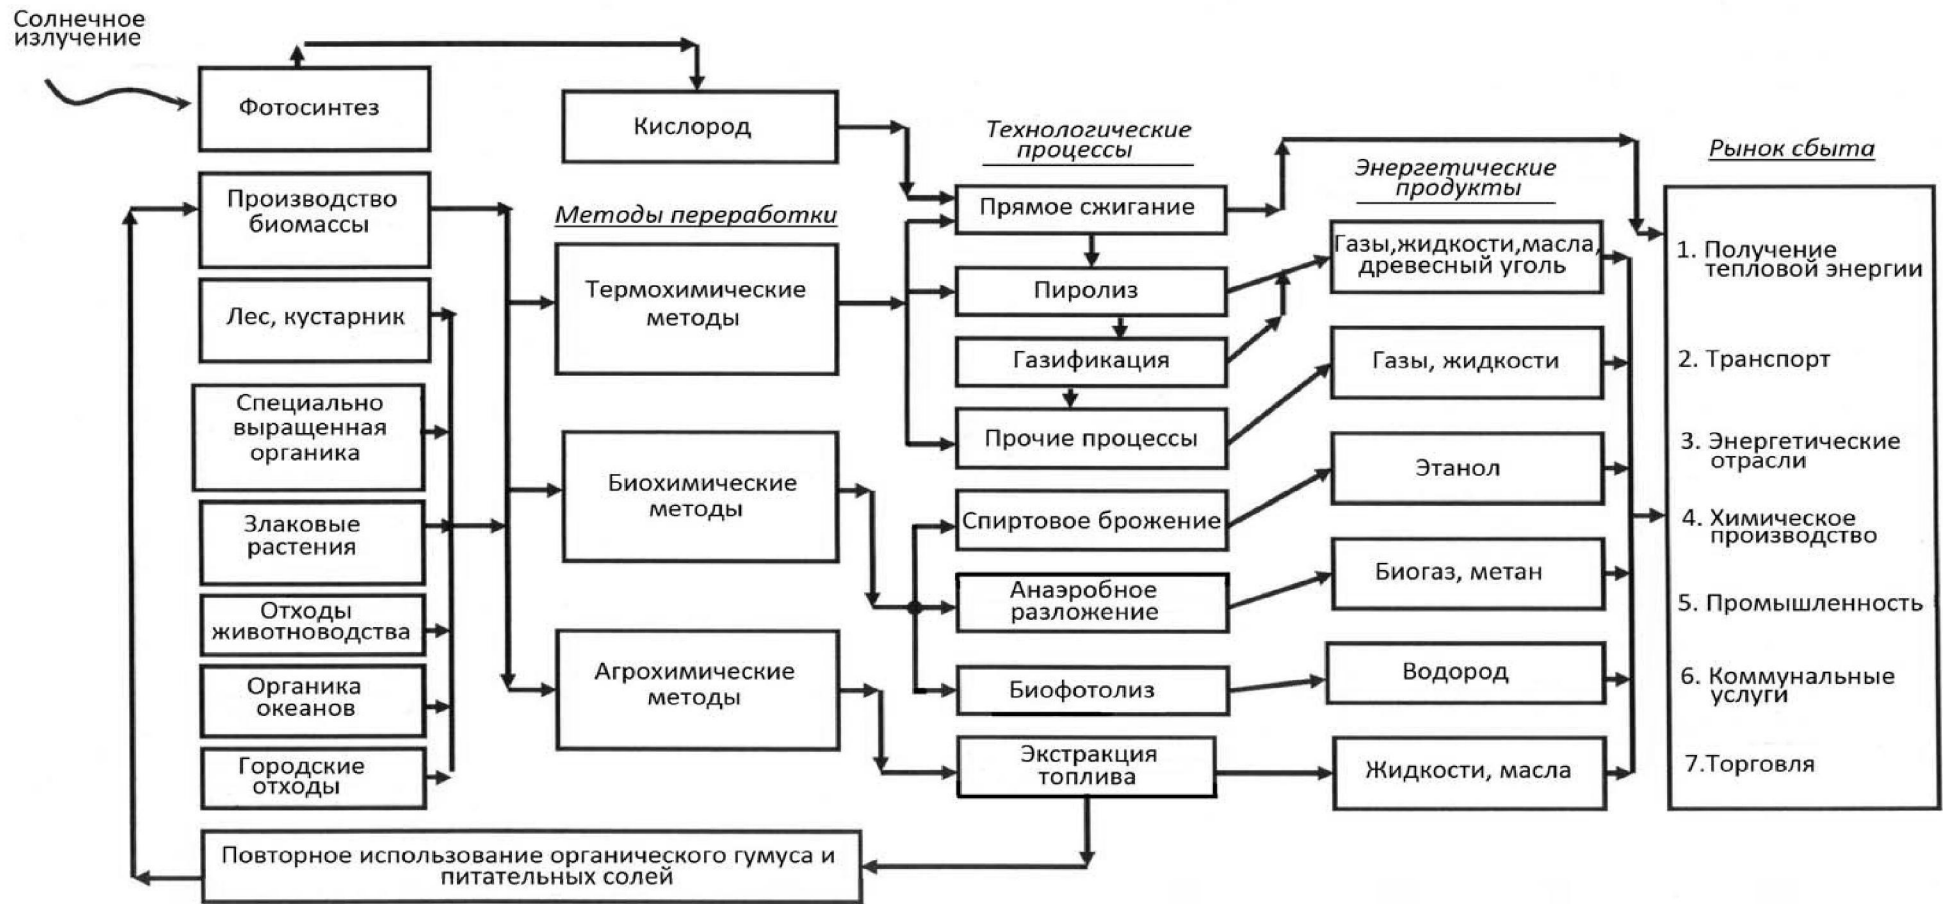 Солнечное
излучение
Фотосинтез
Кислород
Производство
биомассы
Лес, кустарник
Специально
выращенная
органика
Злаковые
растения
Отходы
животноводства
Органика
океанов
Городские
отходы
Повторное использование органического гумуса и
питательных солей
Методы переработки
Термохимические
методы
Биохимические
методы
Агрохимические
методы
Технологические
процессы
Прямое сжигание
Пиролиз
Газификация
Прочие процессы
Спиртовое брожение
Анаэробное
разложение
Биофотолиз
Экстракция
топлива
Энергетические
продукты
Газы,жидкости,масла,
древесный уголь
Газы, жидкости
Этанол
Биогаз, метан
Водород
Жидкости, масла
Рынок сбыта
1. Получение
тепловой энергии
2. Транспорт
3. Энергетические
отрасли
4. Химическое
производство
5. Промышленность
6. Коммунальные
услуги
7.Торговля